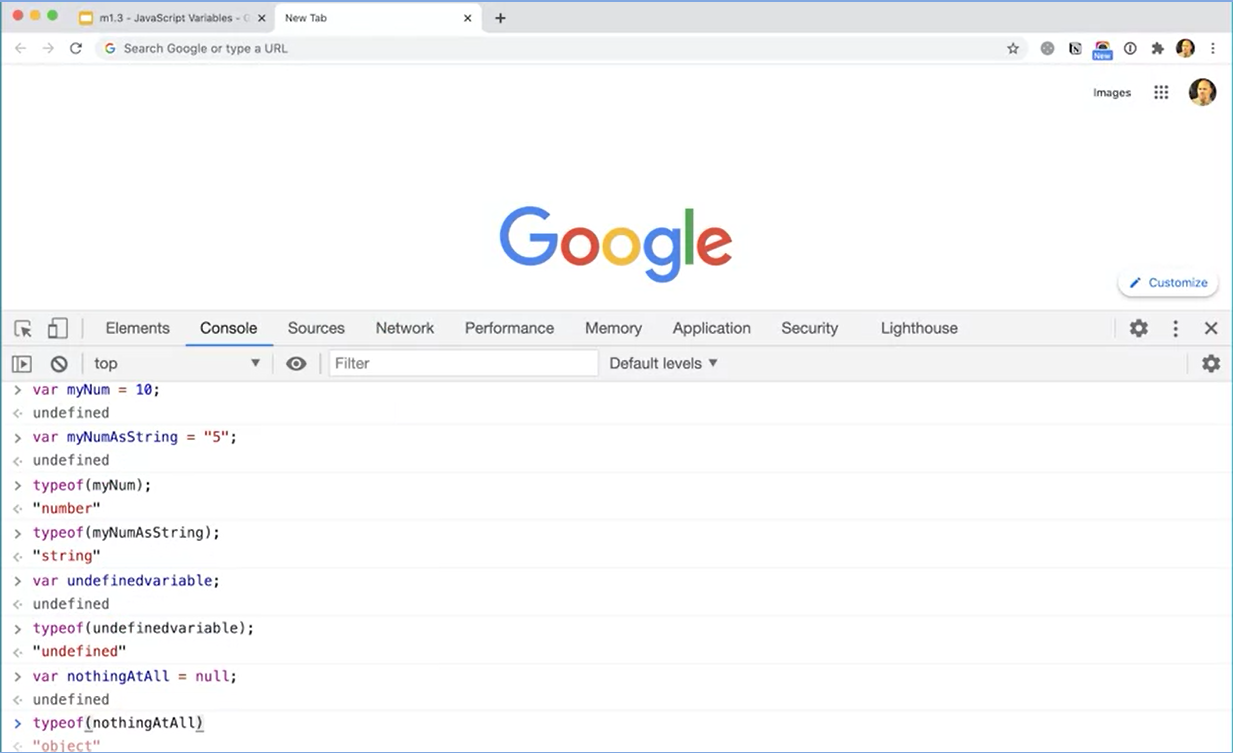 m1.3 - JavaScript Variables - G
New Tab
Search Google or type a URL
New
Images
Google
Customize
Elements Console Sources Network Performance Memory Application Security Lighthouse
top Filter Default levels
> var myNum = 10;
undefined
> var myNumAsString = "5";
undefined
> typeof(myNum);
"number"
> typeof(myNumAsString);
"string"
> var undefinedvariable;
undefined
> typeof(undefinedvariable);
"undefined"
> var nothingAtAll = null;
undefined
> typeof(nothingAtAll)
"object"